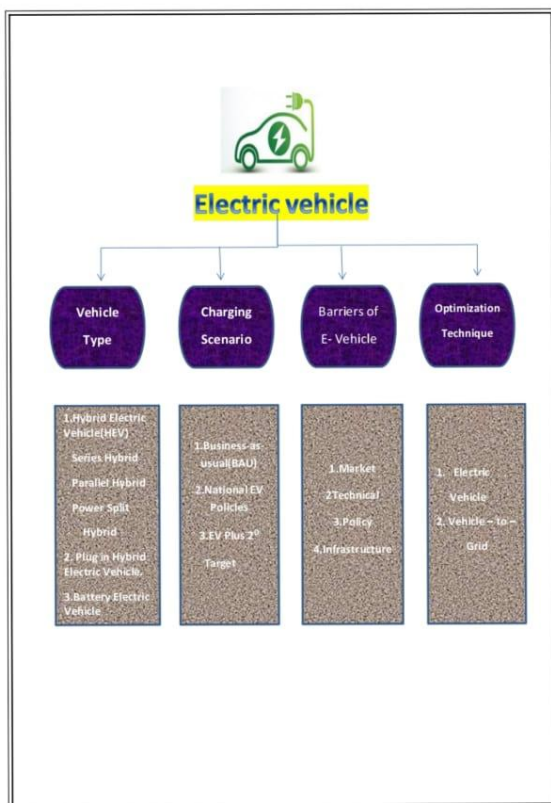 Electric vehicle
Vehicle
Type
Charging
Scenario
Barriers of
E- Vehicle
Optimization
Technique
1.Hybrid Electric
Vehicle(HEV)
Series Hybrid
Parallel Hybrid
Power Split
Hybrid
2. Plug in Hybrid
Electric Vehicle.
3.Battery Electric
Vehicle
1.Business-as-
usual(BAU)
2.National EV
Policies
3.EV Plus 2⁰
Target
1.Market
2Technical
3.Policy
4.Infrastructure
1. Electric
Vehicle
2. Vehicle – to –
Grid